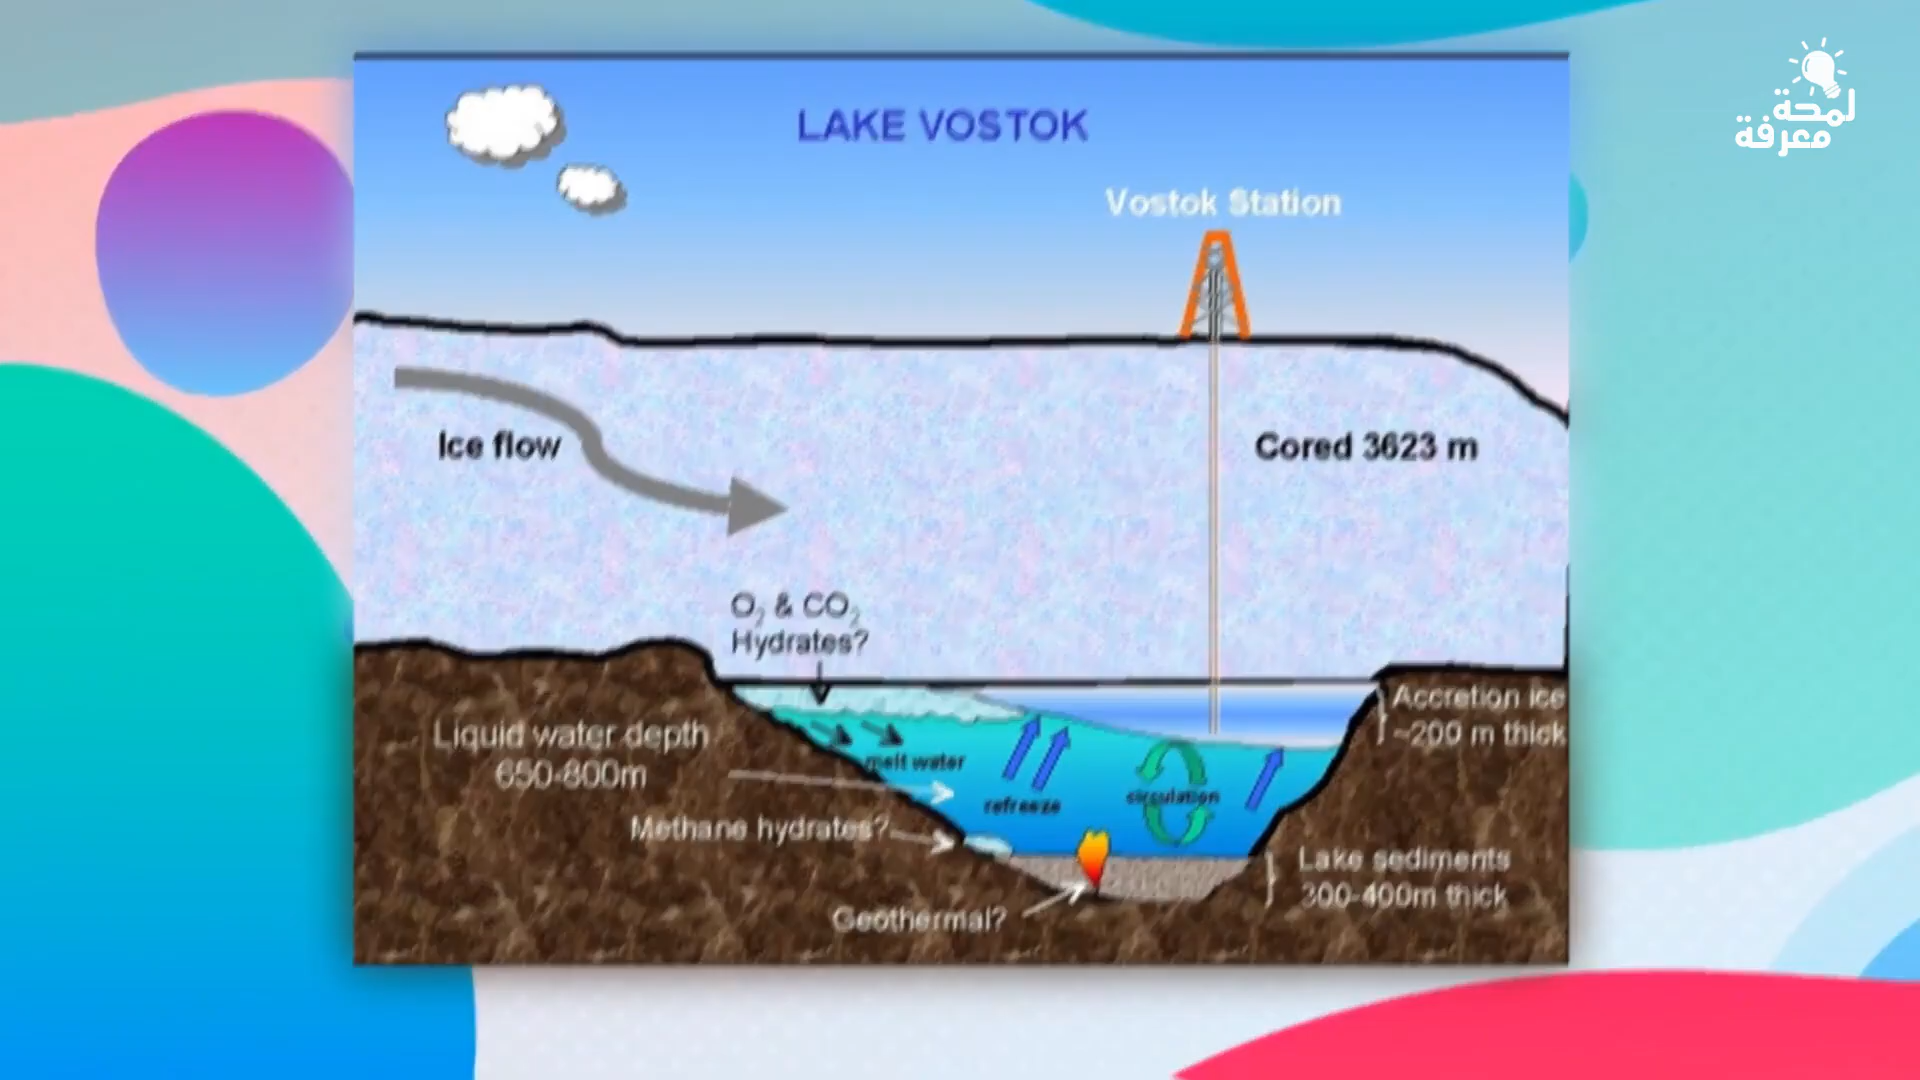 لمحة
معرفة
LAKE VOSTOK
Vostok Station
Ice flow
Cored 3623 m
O₂ & CO₂
Hydrates?
Accretion ice
~200 m thick
Liquid water depth
650-800m
melt water
refreeze
circulation
Methane hydrates?
Lake sediments
300-400m thick
Geothermal?